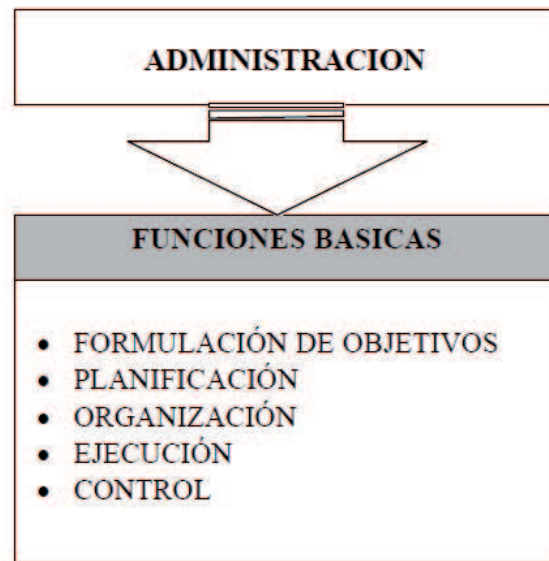 ADMINISTRACION
FUNCIONES BASICAS
• FORMULACIÓN DE OBJETIVOS
• PLANIFICACIÓN
• ORGANIZACIÓN
• EJECUCIÓN
• CONTROL